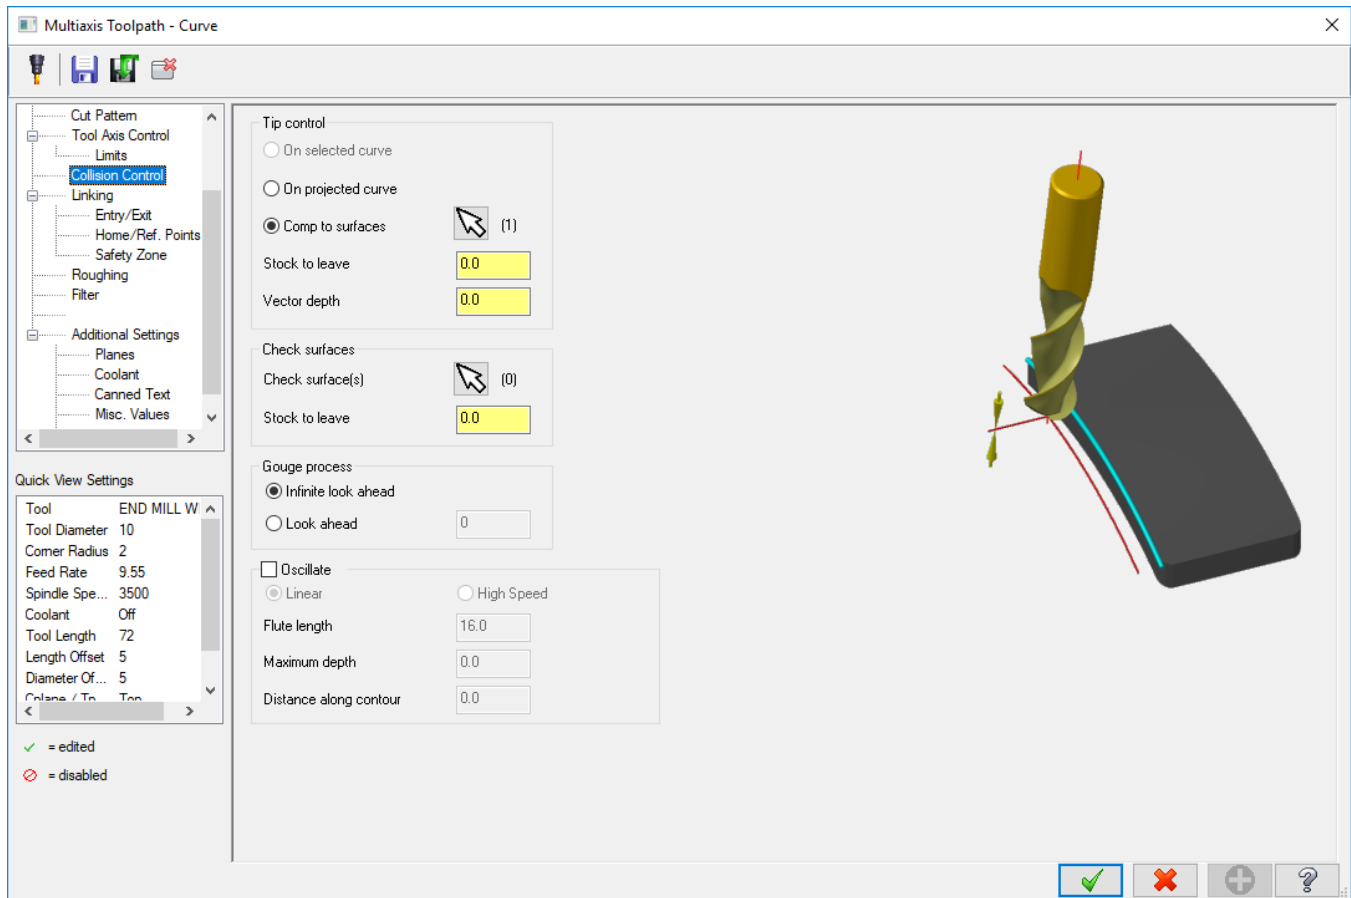 Multiaxis Toolpath - Curve
Cut Pattern
Tool Axis Control
Limits
Collision Control
Linking
Entry/Exit
Home/Ref. Points
Safety Zone
Roughing
Filter
Additional Settings
Planes
Coolant
Canned Text
Misc. Values
Quick View Settings
Tool END MILL W
Tool Diameter 10
Corner Radius 2
Feed Rate 9.55
Spindle Spe... 3500
Coolant Off
Tool Length 72
Length Offset 5
Diameter Of... 5
Cplane / Tp... Top
= edited
= disabled
Tip control
On selected curve
On projected curve
Comp to surfaces (1)
Stock to leave 0.0
Vector depth 0.0
Check surfaces
Check surface(s) (0)
Stock to leave 0.0
Gouge process
Infinite look ahead
Look ahead 0
Oscillate
Linear High Speed
Flute length 16.0
Maximum depth 0.0
Distance along contour 0.0